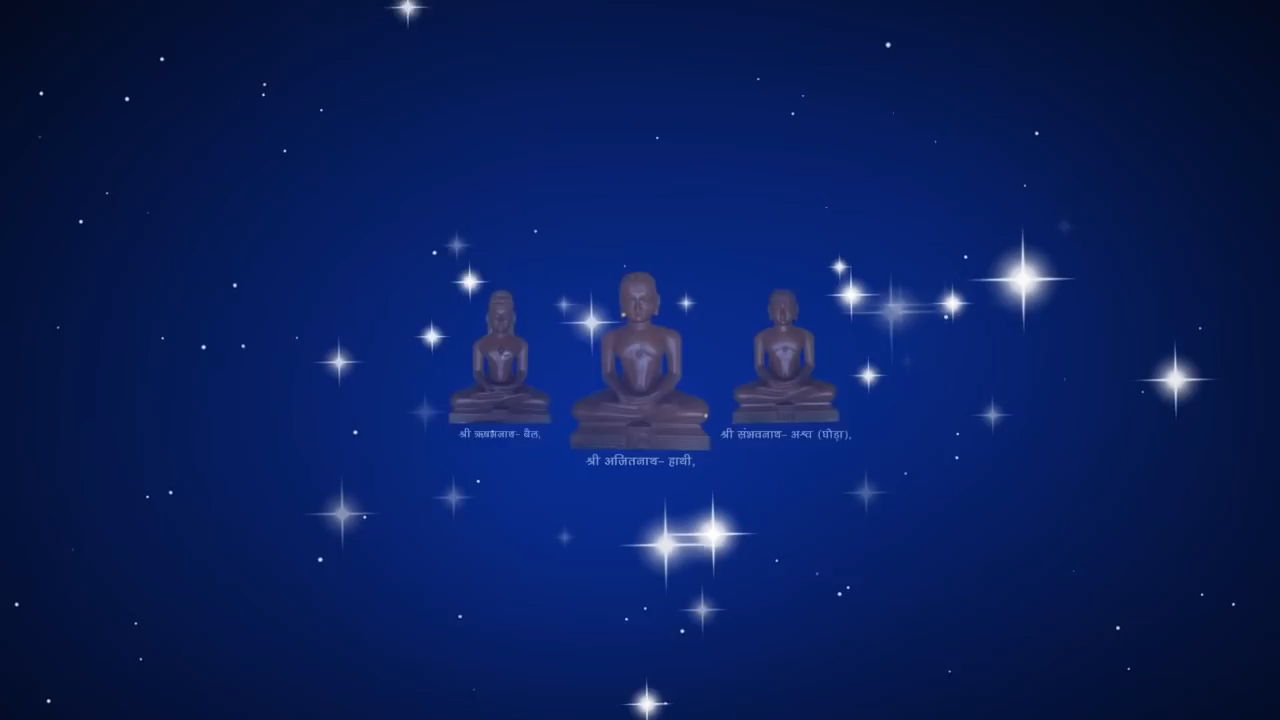 श्री ऋषभनाथ- बैल,
श्री अजितनाथ- हाथी,
श्री संभवनाथ- अश्व (घोड़ा),